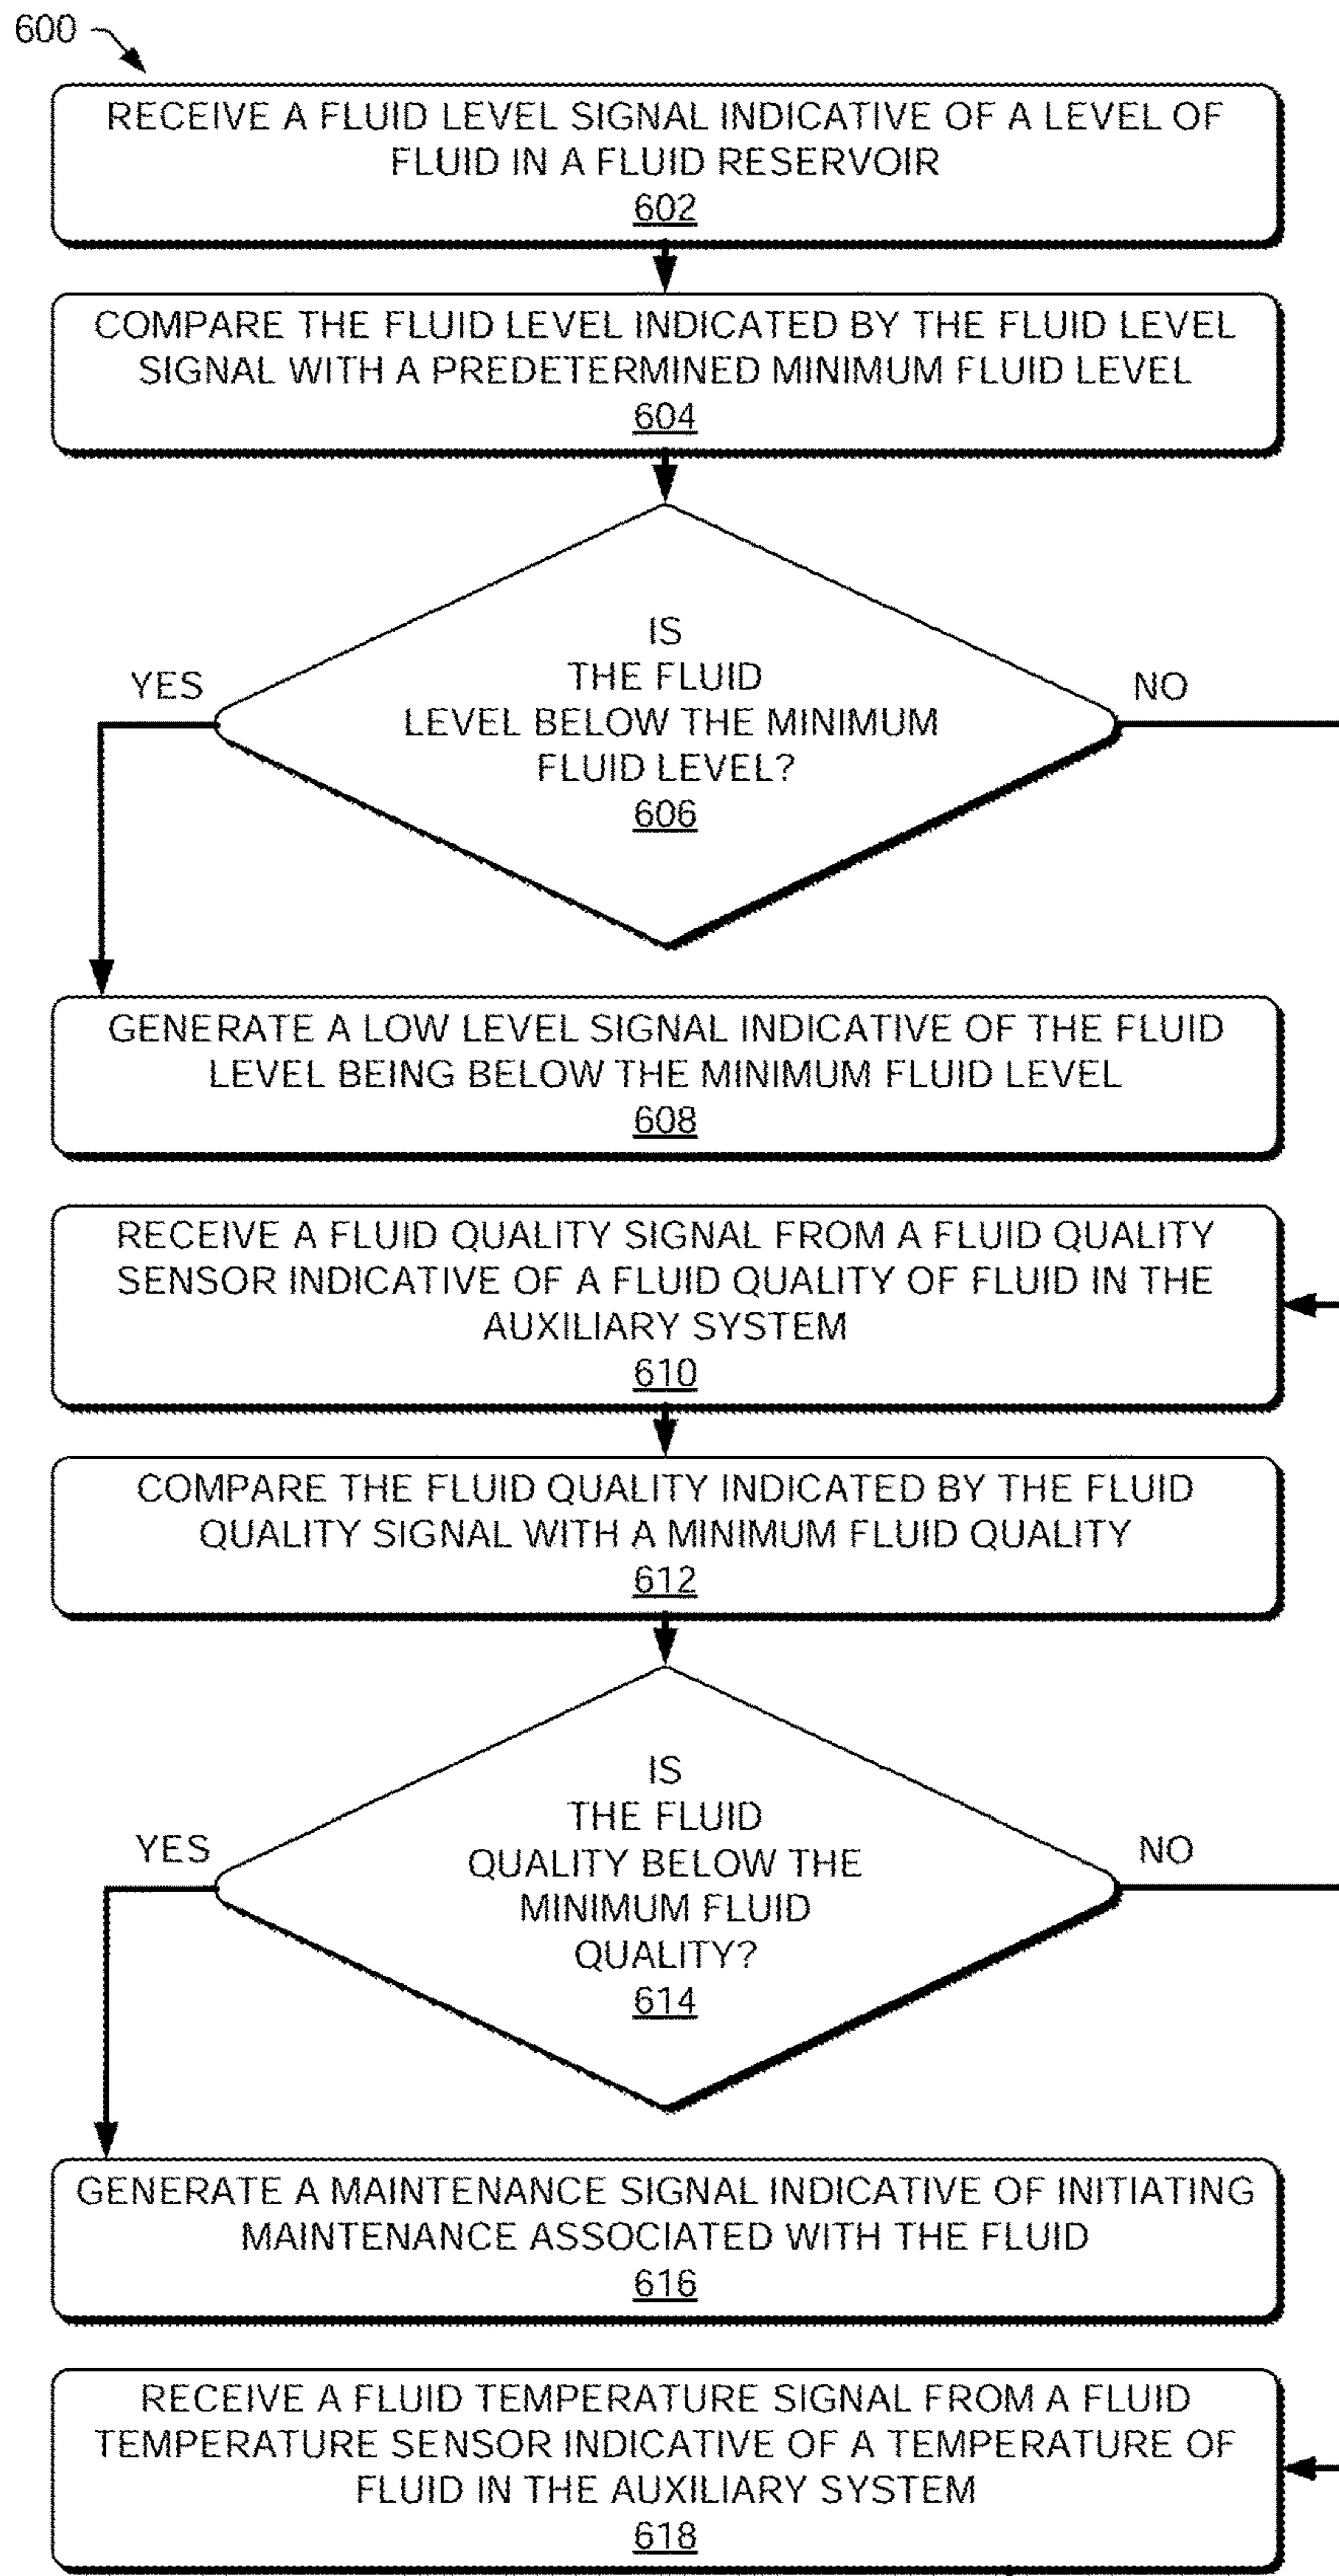 600
RECEIVE A FLUID LEVEL SIGNAL INDICATIVE OF A LEVEL OF
FLUID IN A FLUID RESERVOIR
602
COMPARE THE FLUID LEVEL INDICATED BY THE FLUID LEVEL
SIGNAL WITH A PREDETERMINED MINIMUM FLUID LEVEL
604
IS
THE FLUID
LEVEL BELOW THE MINIMUM
FLUID LEVEL?
606
YES
NO
GENERATE A LOW LEVEL SIGNAL INDICATIVE OF THE FLUID
LEVEL BEING BELOW THE MINIMUM FLUID LEVEL
608
RECEIVE A FLUID QUALITY SIGNAL FROM A FLUID QUALITY
SENSOR INDICATIVE OF A FLUID QUALITY OF FLUID IN THE
AUXILIARY SYSTEM
610
COMPARE THE FLUID QUALITY INDICATED BY THE FLUID
QUALITY SIGNAL WITH A MINIMUM FLUID QUALITY
612
IS
THE FLUID
QUALITY BELOW THE
MINIMUM FLUID
QUALITY?
614
YES
NO
GENERATE A MAINTENANCE SIGNAL INDICATIVE OF INITIATING
MAINTENANCE ASSOCIATED WITH THE FLUID
616
RECEIVE A FLUID TEMPERATURE SIGNAL FROM A FLUID
TEMPERATURE SENSOR INDICATIVE OF A TEMPERATURE OF
FLUID IN THE AUXILIARY SYSTEM
618